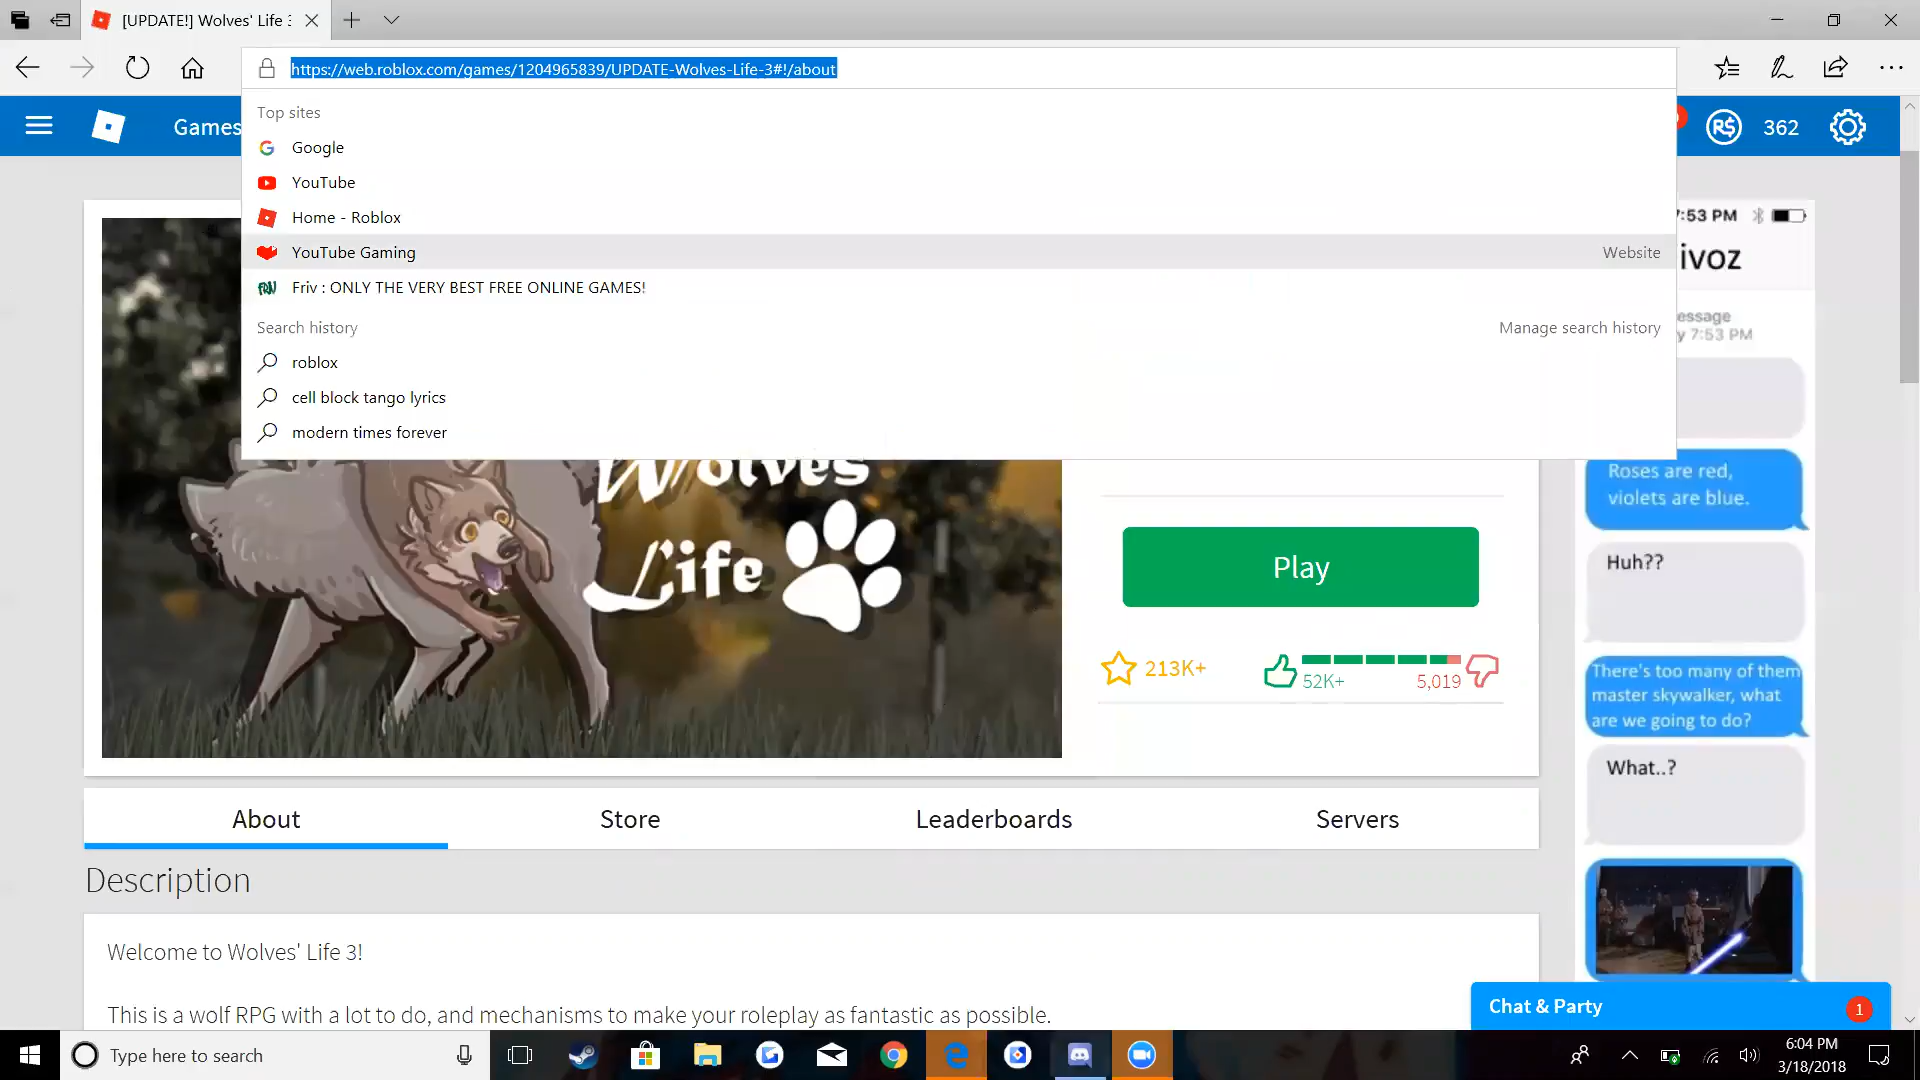 [UPDATE!] Wolves' Life 3
https://web.roblox.com/games/1204965839/UPDATE-Wolves-Life-3#!/about
Top sites
Google
YouTube
Home - Roblox
YouTube Gaming
Website
Friv : ONLY THE VERY BEST FREE ONLINE GAMES!
Search history
Manage search history
roblox
cell block tango lyrics
modern times forever
Games
R$
362
Wolves
Life
Play
213K+
52K+
5,019
:53 PM
ivoz
essage
y 7:53 PM
Roses are red,
violets are blue.
Huh??
There's too many of them
master skywalker, what
are we going to do?
What..?
About
Store
Leaderboards
Servers
Description
Welcome to Wolves' Life 3!
This is a wolf RPG with a lot to do, and mechanisms to make your roleplay as fantastic as possible.
Chat & Party
1
Type here to search
6:04 PM
3/18/2018